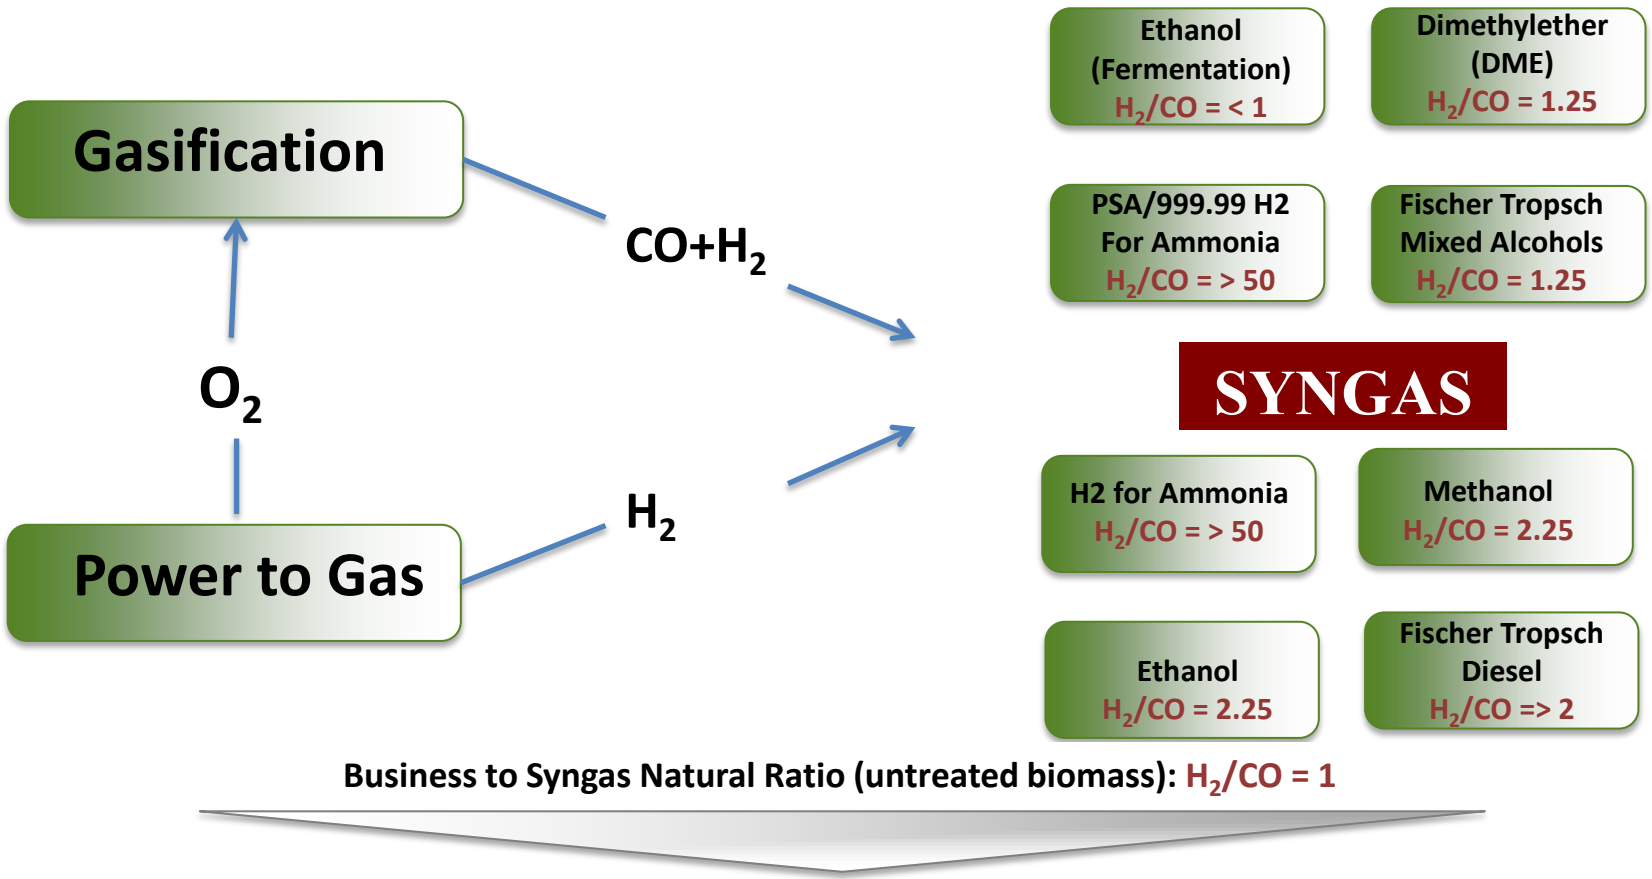 Gasification
CO+H₂
O₂
Power to Gas
H₂
Ethanol
(Fermentation)
H₂/CO = < 1
Dimethylether
(DME)
H₂/CO = 1.25
PSA/999.99 H2
For Ammonia
H₂/CO = > 50
Fischer Tropsch
Mixed Alcohols
H₂/CO = 1.25
SYNGAS
H2 for Ammonia
H₂/CO = > 50
Methanol
H₂/CO = 2.25
Ethanol
H₂/CO = 2.25
Fischer Tropsch
Diesel
H₂/CO => 2
Business to Syngas Natural Ratio (untreated biomass): H₂/CO = 1